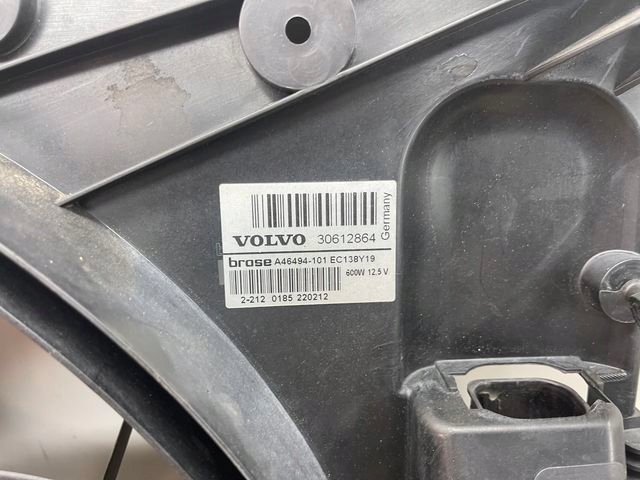 VOLVO 30612864
Germany
brose A46494-101 EC138Y19
600W 12.5 V
2-212 0185 220212